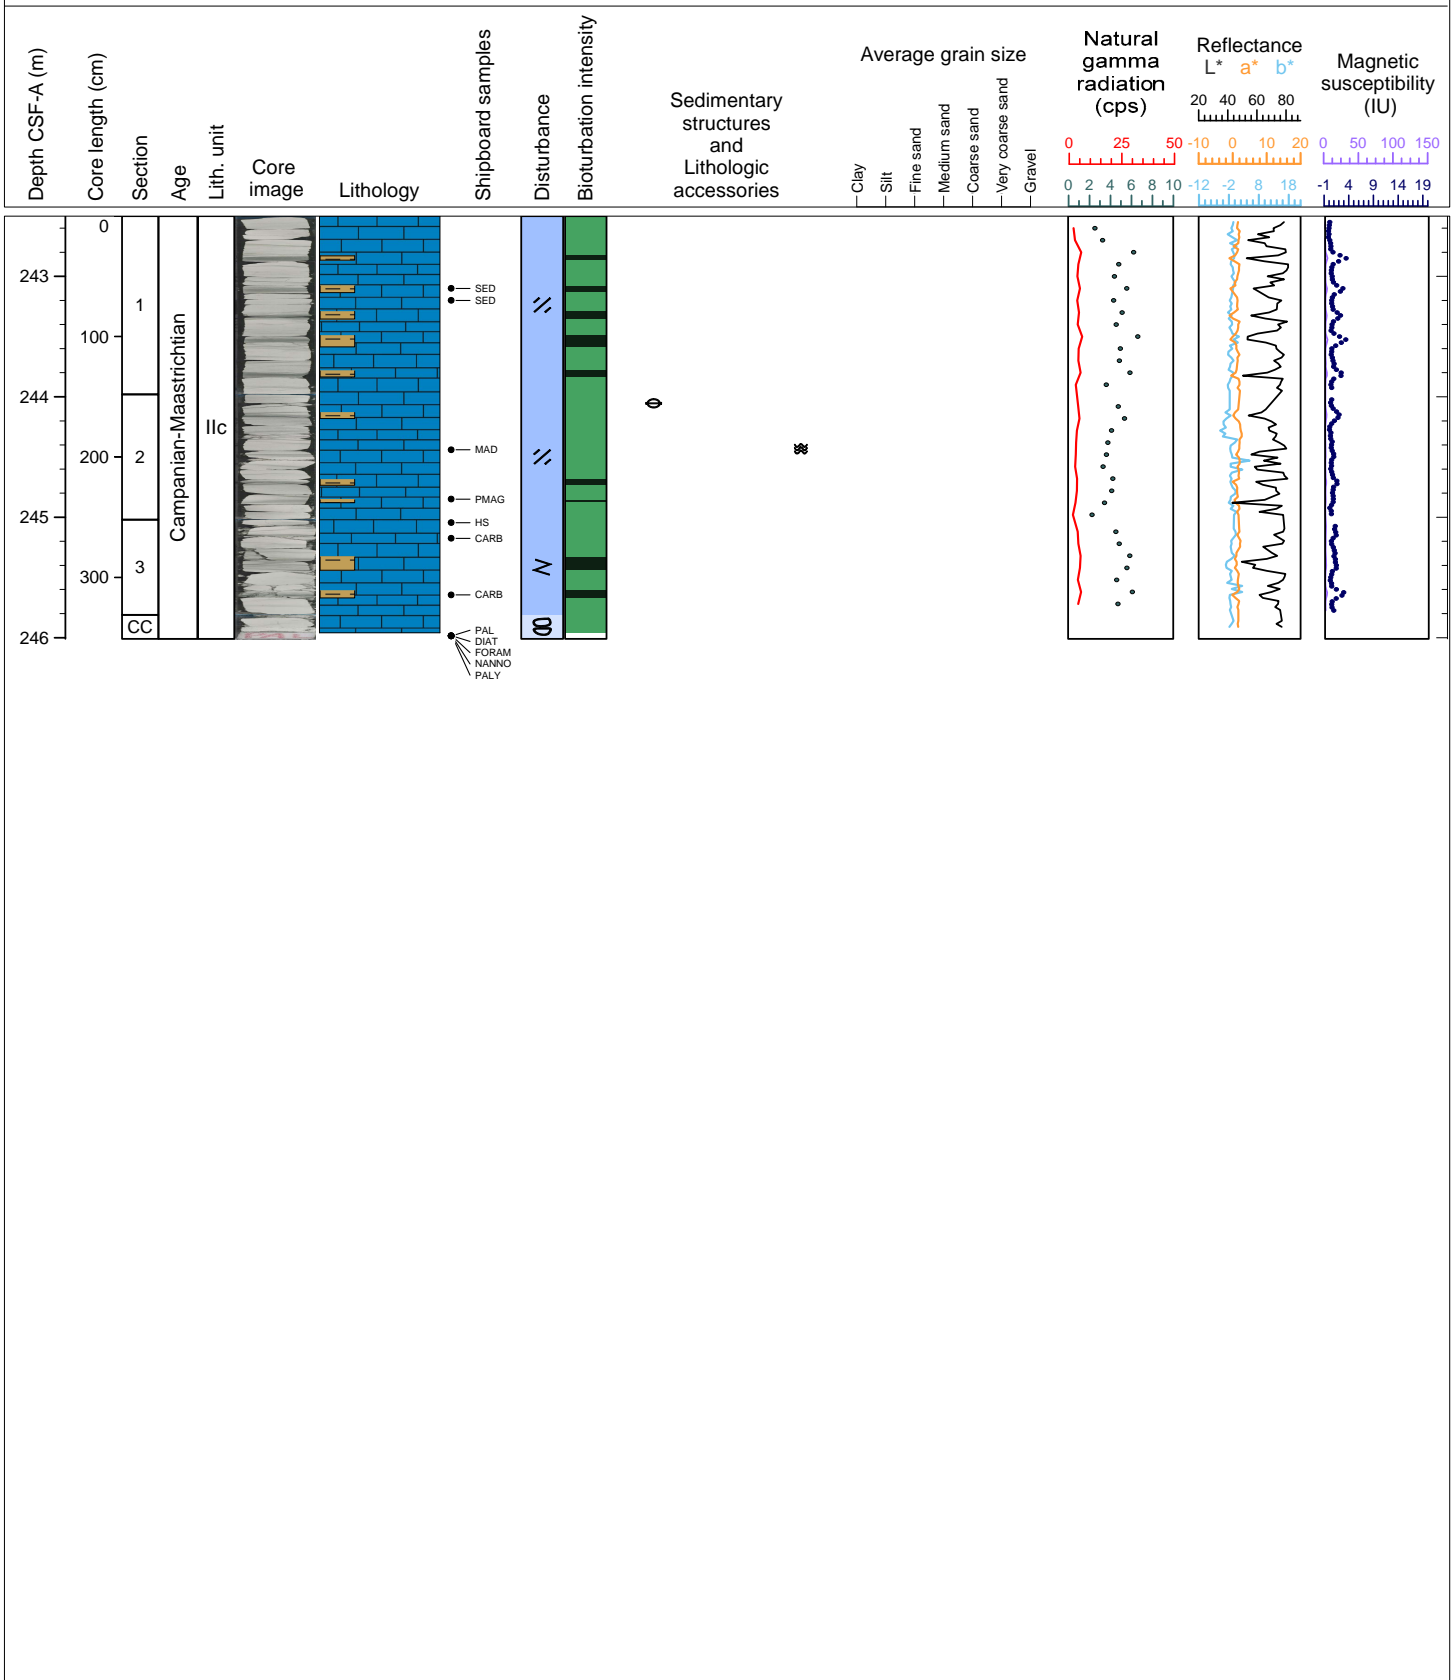 Depth CSF-A (m)
Core length (cm)
Section
Age
Lith. unit
Core
image
Lithology
Shipboard samples
Disturbance
Bioturbation intensity
Sedimentary
structures
and
Lithologic
accessories
Average grain size
Clay
Silt
Fine sand
Medium sand
Coarse sand
Very coarse sand
Gravel
Natural
gamma
radiation
(cps)
0 25 50
0 2 4 6 8 10
Reflectance
L* a* b*
20 40 60 80
-10 0 10 20
-12 -2 8 18
Magnetic
susceptibility
(IU)
0 50 100 150
-1 4 9 14 19
243
244
245
246
0
100
200
300
1
2
3
CC
Campanian-Maastrichtian
IIc
SED
SED
MAD
PMAG
HS
CARB
CARB
PAL
DIAT
FORAM
NANNO
PALY